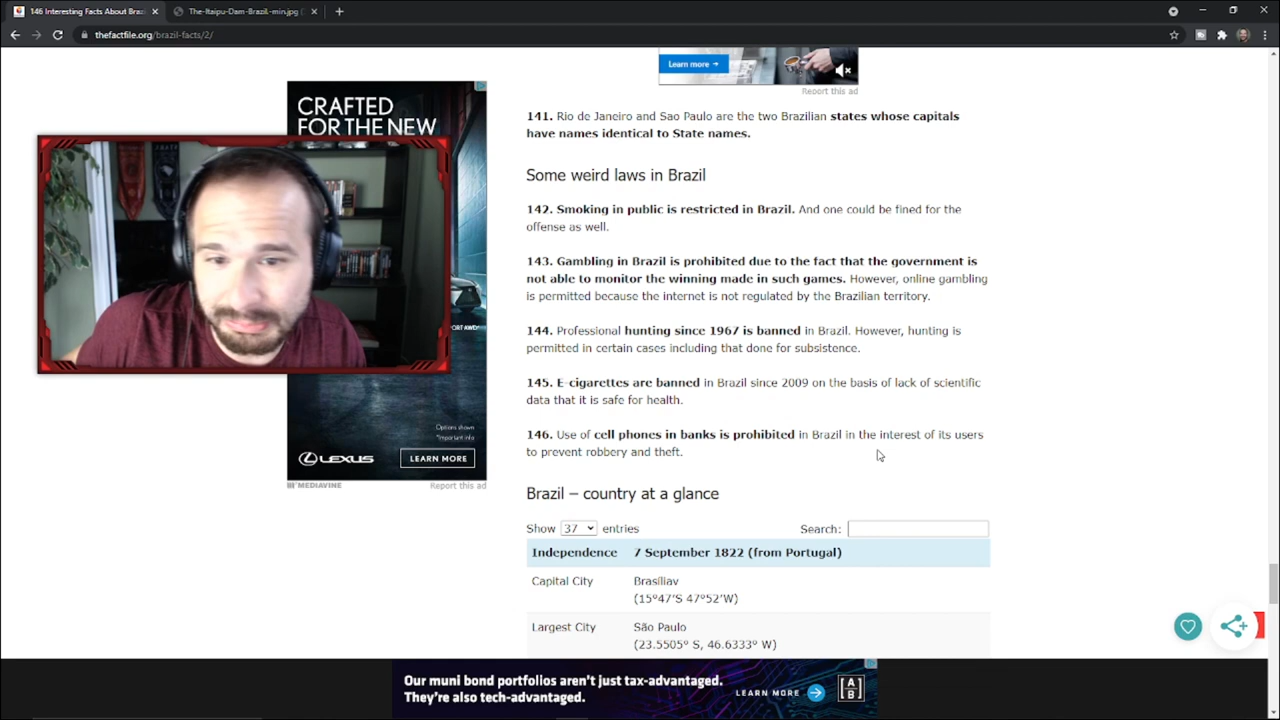 146 Interesting Facts About Brazi
The-Itaipu-Dam-Brazil-min.jpg (
thefactfile.org/brazil-facts/2/
Learn more →
Report this ad
CRAFTED
FOR THE NEW
PORT AWD
Options shown
*Important info
LEXUS
LEARN MORE
MEDIAVINE
Report this ad
141. Rio de Janeiro and Sao Paulo are the two Brazilian states whose capitals
have names identical to State names.
Some weird laws in Brazil
142. Smoking in public is restricted in Brazil. And one could be fined for the
offense as well.
143. Gambling in Brazil is prohibited due to the fact that the government is
not able to monitor the winning made in such games. However, online gambling
is permitted because the internet is not regulated by the Brazilian territory.
144. Professional hunting since 1967 is banned in Brazil. However, hunting is
permitted in certain cases including that done for subsistence.
145. E-cigarettes are banned in Brazil since 2009 on the basis of lack of scientific
data that it is safe for health.
146. Use of cell phones in banks is prohibited in Brazil in the interest of its users
to prevent robbery and theft.
Brazil – country at a glance
Show 37 entries
Search:
Independence 7 September 1822 (from Portugal)
Capital City Brasíliav
(15°47'S 47°52'W)
Largest City São Paulo
(23.5505° S, 46.6333° W)
Our muni bond portfolios aren't just tax-advantaged.
They're also tech-advantaged.
LEARN MORE
[A/B]